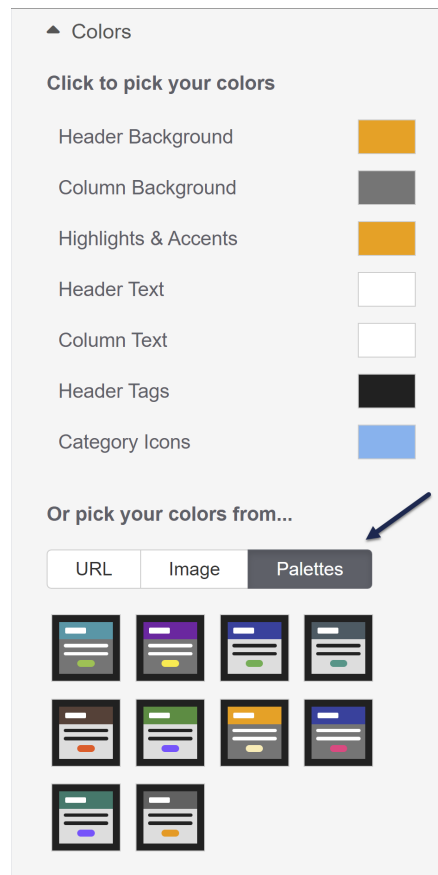 Colors
Click to pick your colors
Header Background
Column Background
Highlights & Accents
Header Text
Column Text
Header Tags
Category Icons
Or pick your colors from...
URL Image Palettes